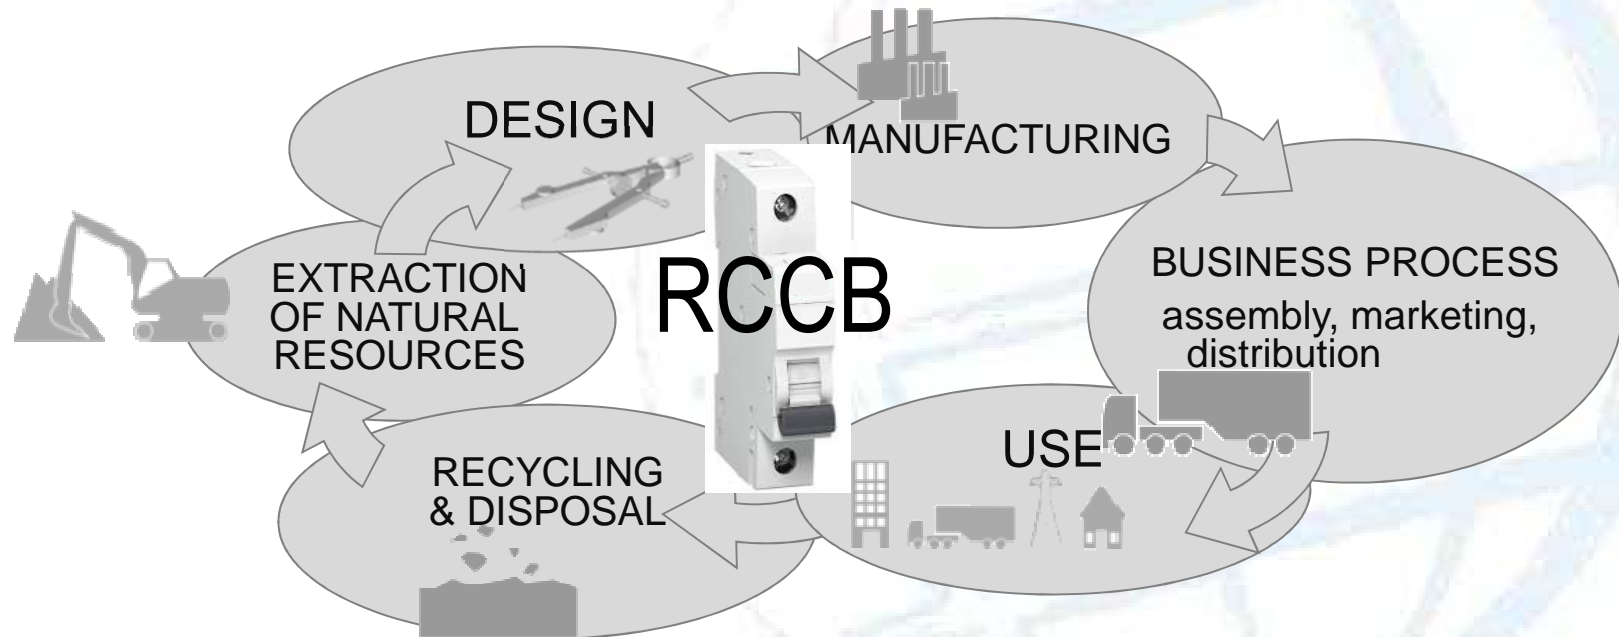 DESIGN
MANUFACTURING
EXTRACTION
OF NATURAL
RESOURCES
RCCB
BUSINESS PROCESS
assembly, marketing,
distribution
USE
RECYCLING
& DISPOSAL